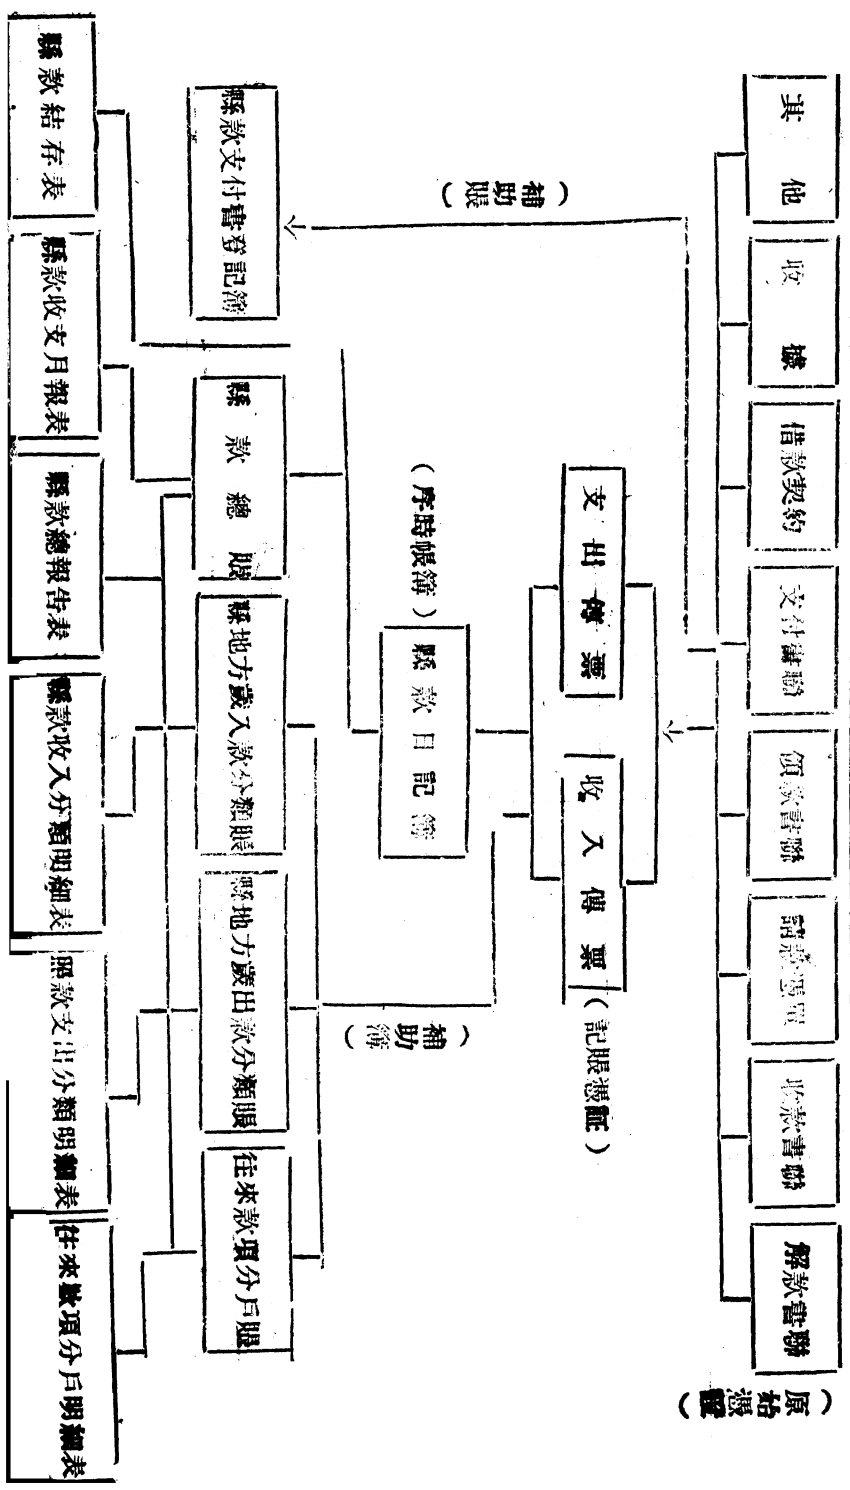 （原始憑證）
解款書聯
收款書聯
請款憑單
領款書聯
支付書聯
借款契約
收據
其他
（記賬憑証）
收入傳票
支出傳票
（補助賬）
（序時帳簿）
縣款日記簿
（補助簿）
縣款支付書登記簿
縣款總賬
縣地方歲入款分類賬
縣地方歲出款分類賬
往來款項分戶賬
縣款結存表
縣款收支月報表
縣款總報告表
縣款收入分類明細表
縣款支出分類明細表
往來款項分戶明細表